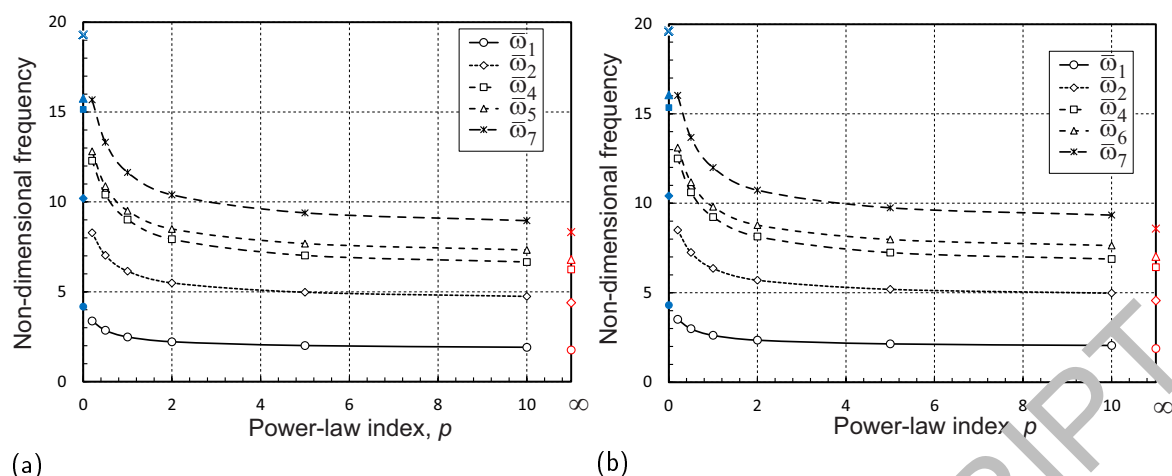 20
15
10
5
0
Non-dimensional frequency
ω̅1
ω̅2
ω̅4
ω̅5
ω̅7
0 2 4 6 8 10 ∞
Power-law index, p
(a)
20
15
10
5
0
Non-dimensional frequency
ω̅1
ω̅2
ω̅4
ω̅6
ω̅7
0 2 4 6 8 10 ∞
Power-law index, p
(b)
RIPT